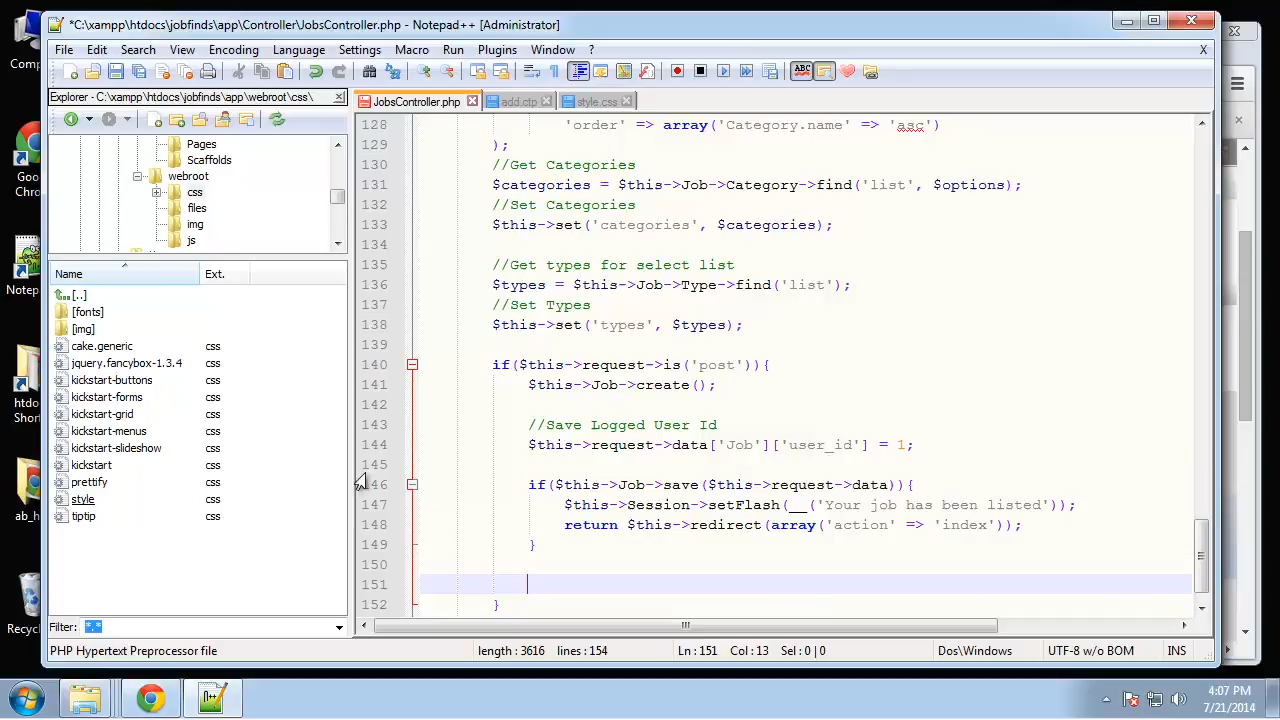 *C:\xampp\htdocs\jobfinds\app\Controller\JobsController.php - Notepad++ [Administrator]
File Edit Search View Encoding Language Settings Macro Run Plugins Window ? X
Explorer - C:\xampp\htdocs\jobfinds\app\webroot\css\
JobsController.php add.ctp style.css
Pages
Scaffolds
webroot
css
files
img
js
Name Ext.
[..]
[fonts]
[img]
cake.generic css
jquery.fancybox-1.3.4 css
kickstart-buttons css
kickstart-forms css
kickstart-grid css
kickstart-menus css
kickstart-slideshow css
kickstart css
prettify css
style css
tiptip css
Filter: *.*
128 'order' => array('Category.name' => 'asc')
129 );
130 //Get Categories
131 $categories = $this->Job->Category->find('list', $options);
132 //Set Categories
133 $this->set('categories', $categories);
134
135 //Get types for select list
136 $types = $this->Job->Type->find('list');
137 //Set Types
138 $this->set('types', $types);
139
140 if($this->request->is('post')){
141 $this->Job->create();
142
143 //Save Logged User Id
144 $this->request->data['Job']['user_id'] = 1;
145
146 if($this->Job->save($this->request->data)){
147 $this->Session->setFlash(__('Your job has been listed'));
148 return $this->redirect(array('action' => 'index'));
149 }
150
151
152 }
PHP Hypertext Preprocessor file length : 3616 lines : 154 Ln : 151 Col : 13 Sel : 0 | 0 Dos\Windows UTF-8 w/o BOM INS
Comp
Goo
Chro
Notep
htdo
Short
ab_h
Recyc
4:07 PM
7/21/2014